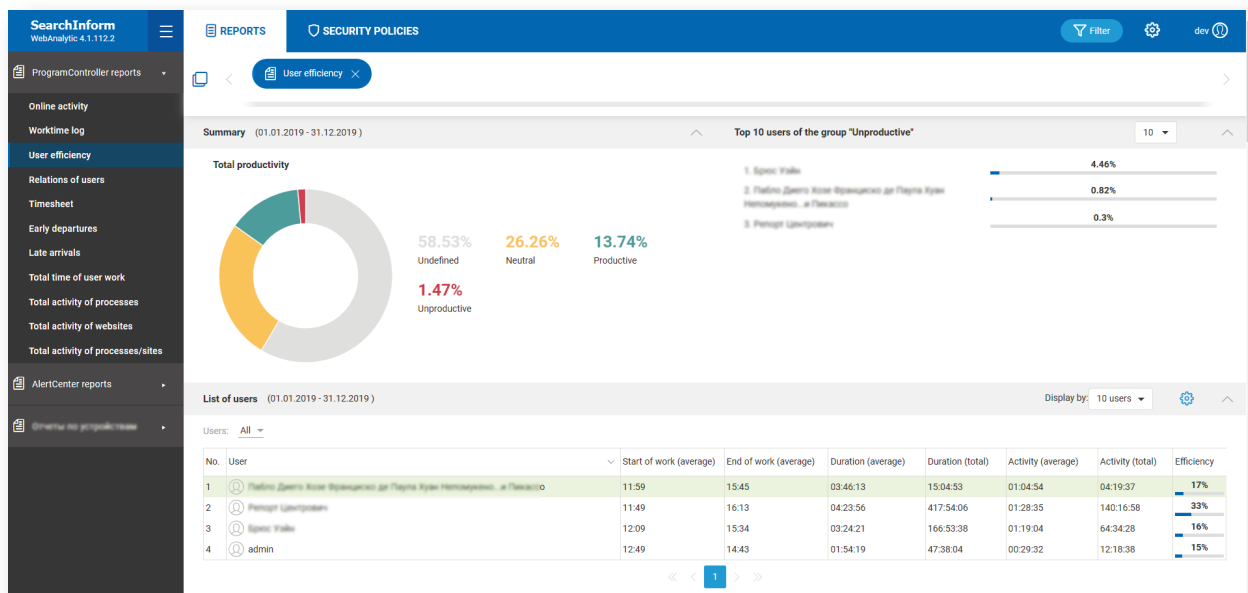 SearchInform
WebAnalytic 4.1.112.2
REPORTS
SECURITY POLICIES
Filter
dev
ProgramController reports
Online activity
Worktime log
User efficiency
Relations of users
Timesheet
Early departures
Late arrivals
Total time of user work
Total activity of processes
Total activity of websites
Total activity of processes/sites
AlertCenter reports
User efficiency
Summary (01.01.2019 - 31.12.2019 )
Total productivity
58.53% 26.26% 13.74%
Undefined Neutral Productive
1.47%
Unproductive
Top 10 users of the group "Unproductive" 10
1. 4.46%
2. 0.82%
3. 0.3%
List of users (01.01.2019 - 31.12.2019 ) Display by: 10 users
Users: All
No. User Start of work (average) End of work (average) Duration (average) Duration (total) Activity (average) Activity (total) Efficiency
1 11:59 15:45 03:46:13 15:04:53 01:04:54 04:19:37 17%
2 11:49 16:13 04:23:56 417:54:06 01:28:35 140:16:58 33%
3 12:09 15:34 03:24:21 166:53:38 01:19:04 64:34:28 16%
4 admin 12:49 14:43 01:54:19 47:38:04 00:29:32 12:18:38 15%
1